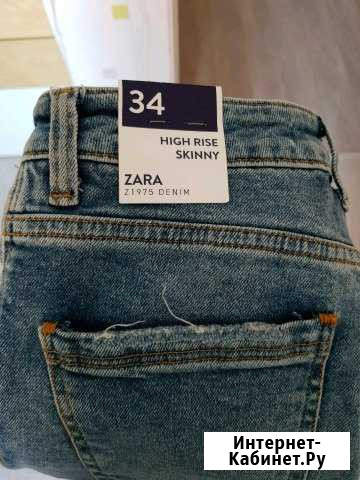 34
HIGH RISE
SKINNY
ZARA
Z1975 DENIM
Интернет-
Кабинет.Ру